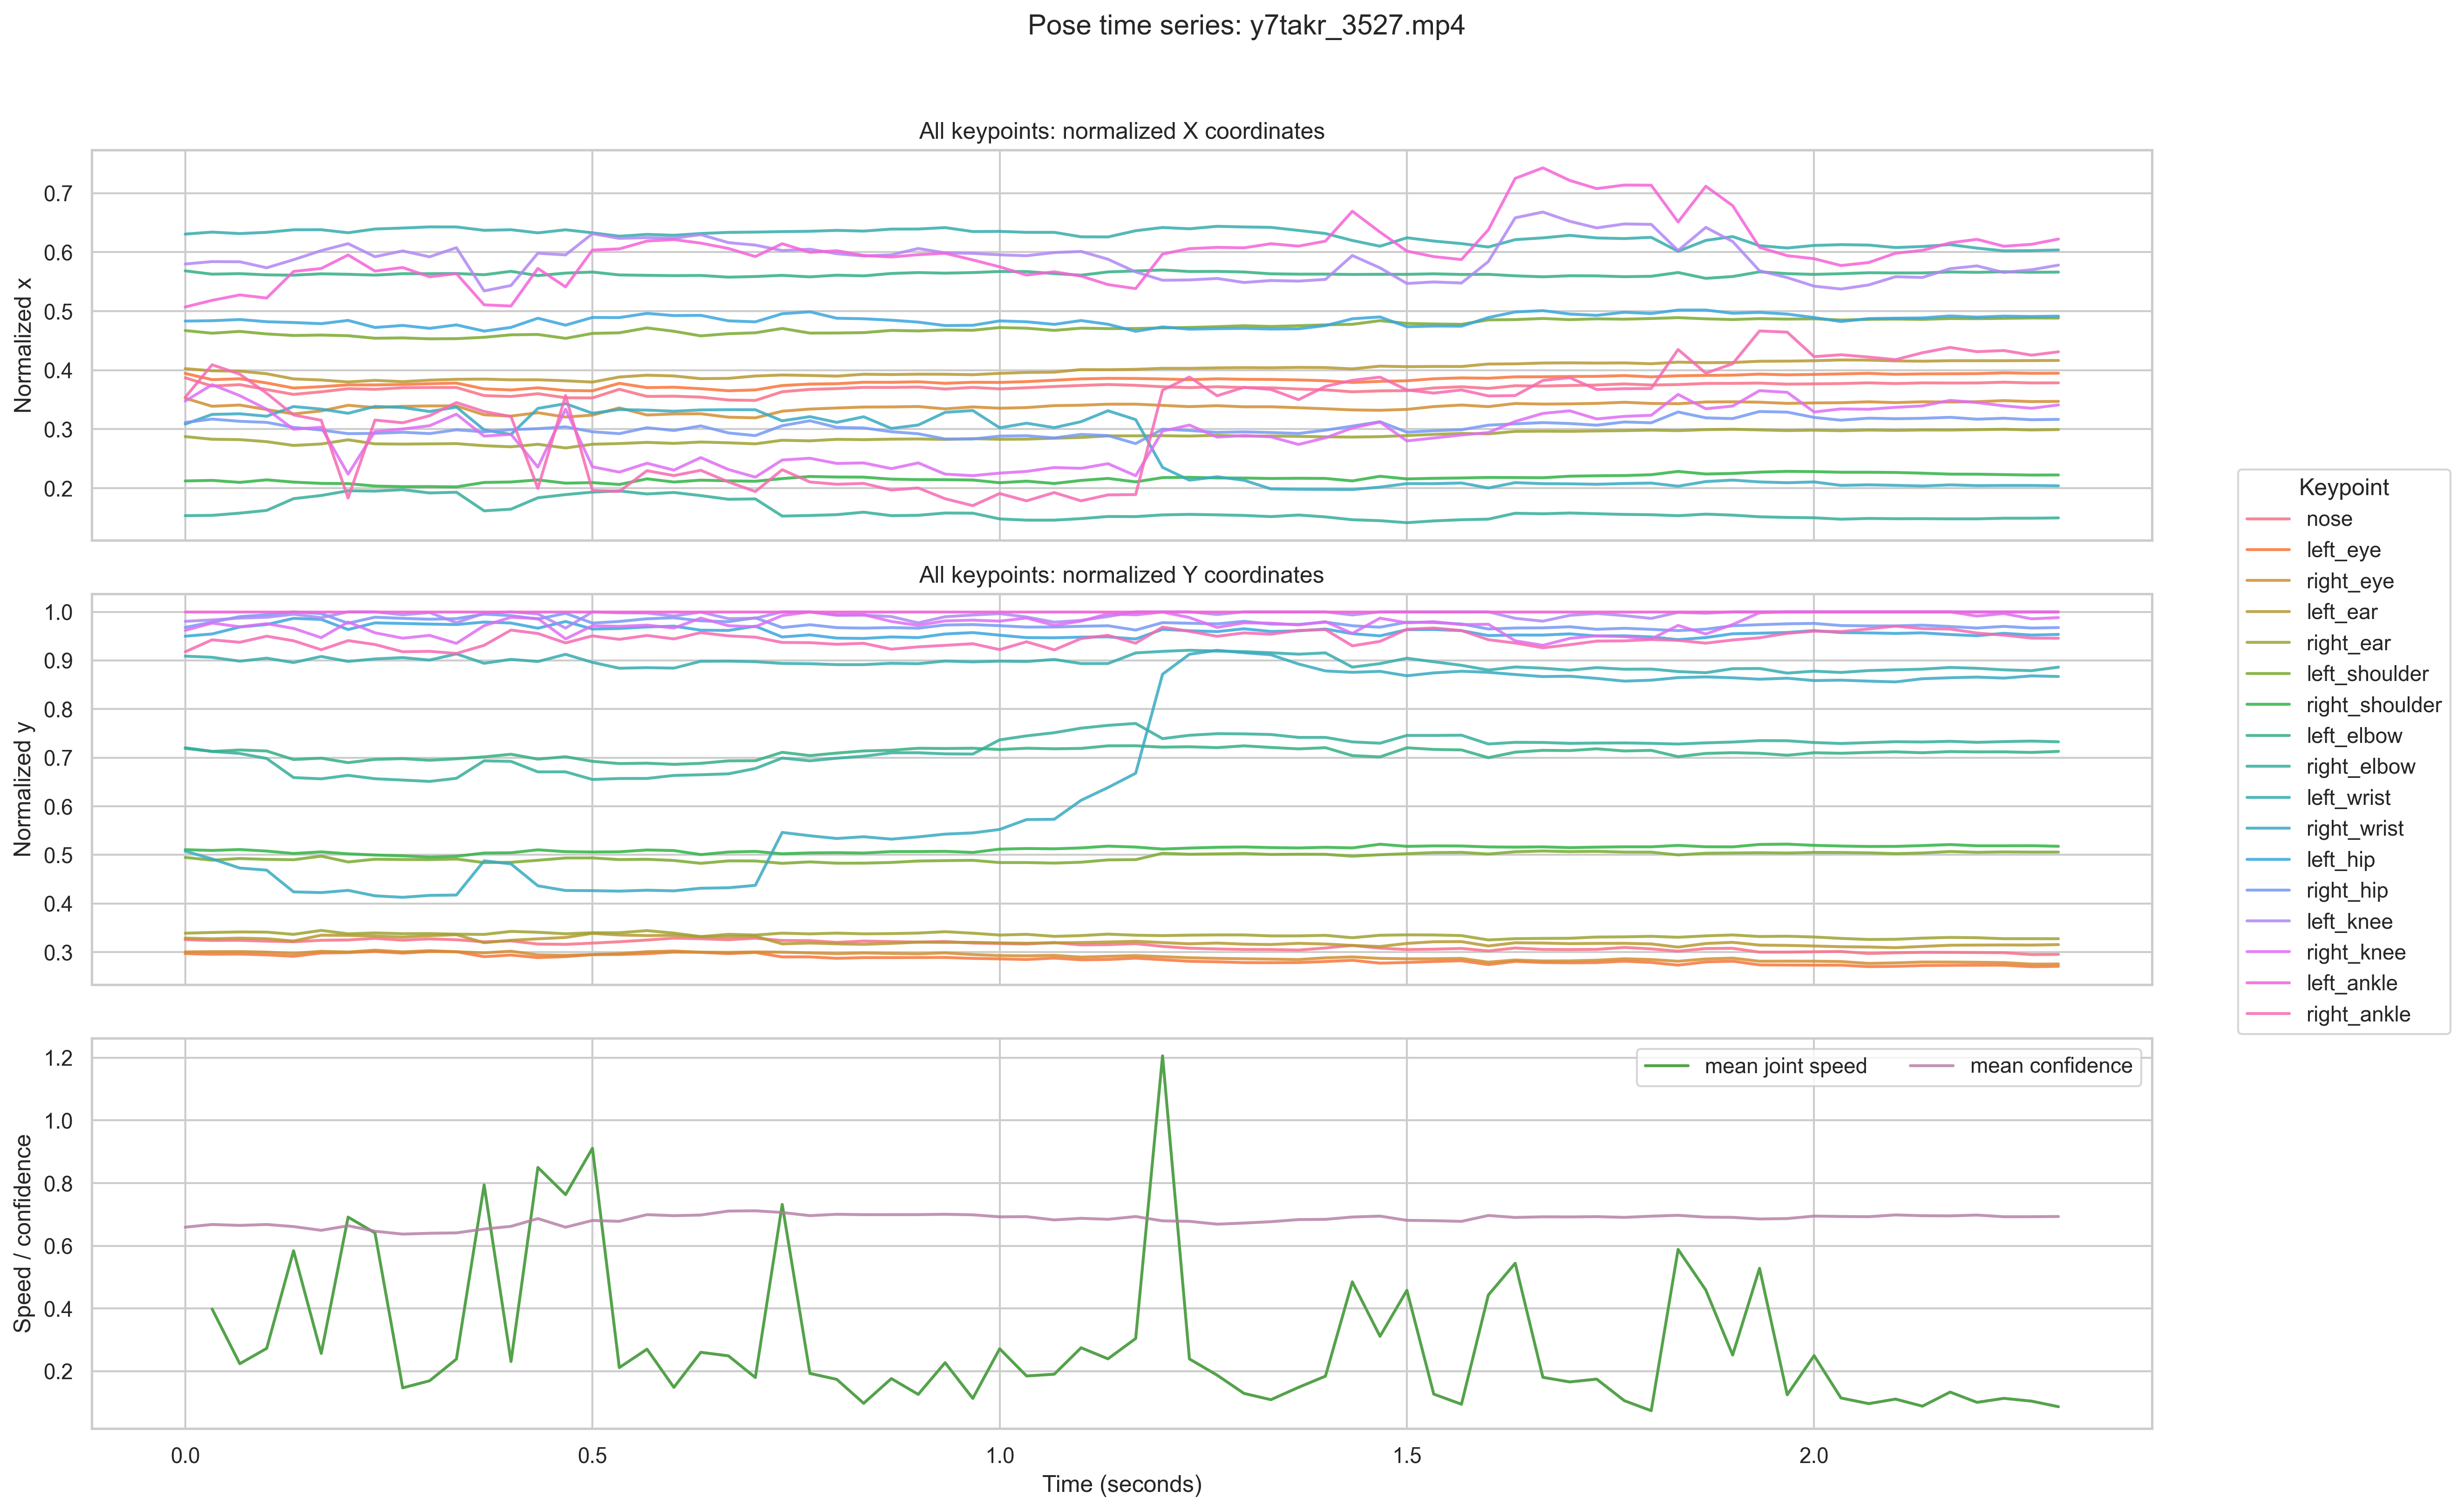 Pose time series: y7takr_3527.mp4
All keypoints: normalized X coordinates
Normalized x
0.7
0.6
0.5
0.4
0.3
0.2
All keypoints: normalized Y coordinates
Normalized y
1.0
0.9
0.8
0.7
0.6
0.5
0.4
0.3
Keypoint
nose
left_eye
right_eye
left_ear
right_ear
left_shoulder
right_shoulder
left_elbow
right_elbow
left_wrist
right_wrist
left_hip
right_hip
left_knee
right_knee
left_ankle
right_ankle
Speed / confidence
1.2
1.0
0.8
0.6
0.4
0.2
mean joint speed mean confidence
0.0 0.5 1.0 1.5 2.0
Time (seconds)